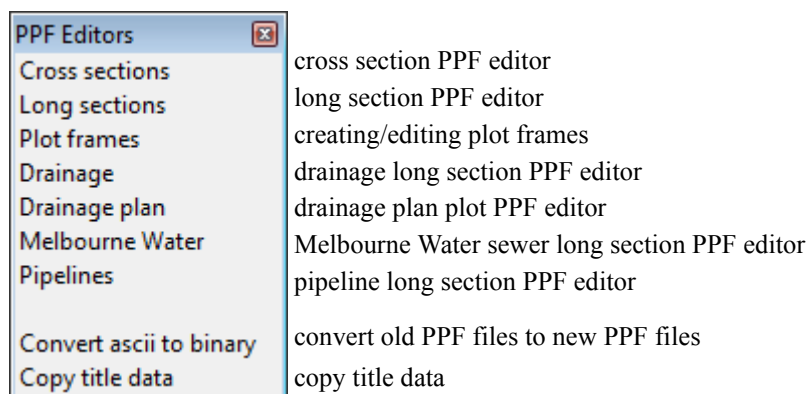 PPF Editors
Cross sections cross section PPF editor
Long sections long section PPF editor
Plot frames creating/editing plot frames
Drainage drainage long section PPF editor
Drainage plan drainage plan plot PPF editor
Melbourne Water Melbourne Water sewer long section PPF editor
Pipelines pipeline long section PPF editor
Convert ascii to binary convert old PPF files to new PPF files
Copy title data copy title data